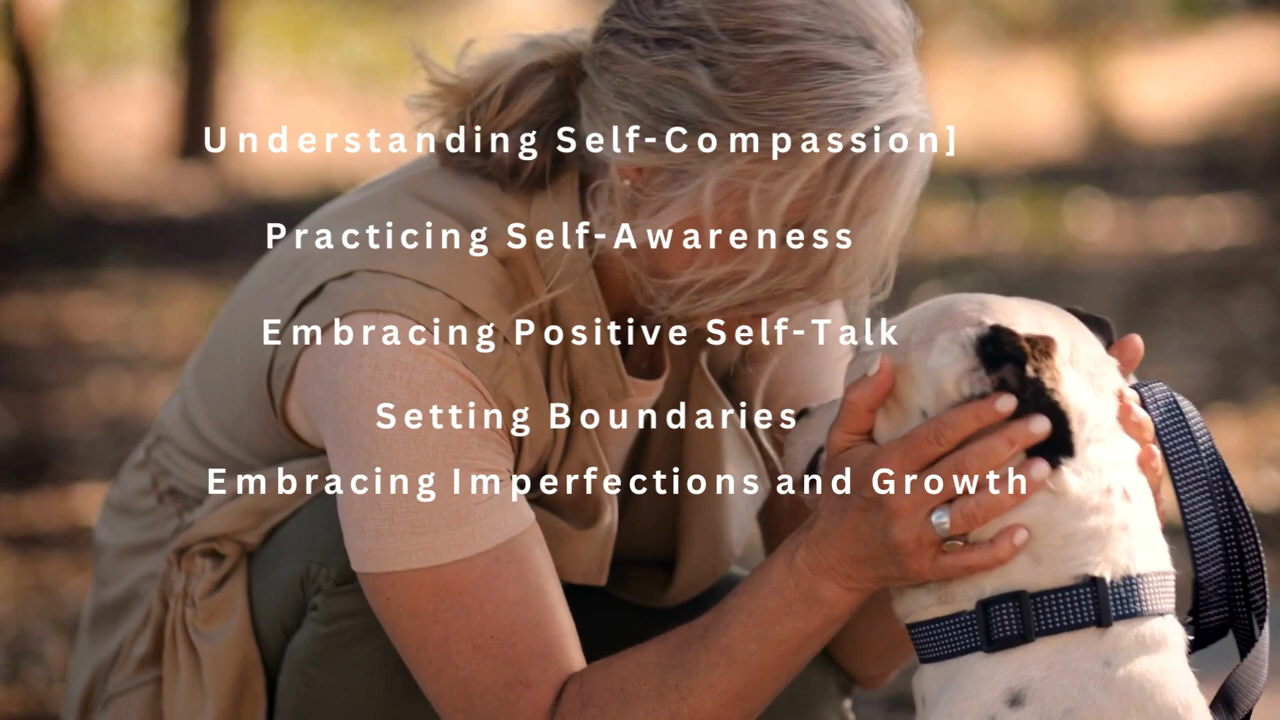 Understanding Self-Compassion]
Practicing Self-Awareness
Embracing Positive Self-Talk
Setting Boundaries
Embracing Imperfections and Growth